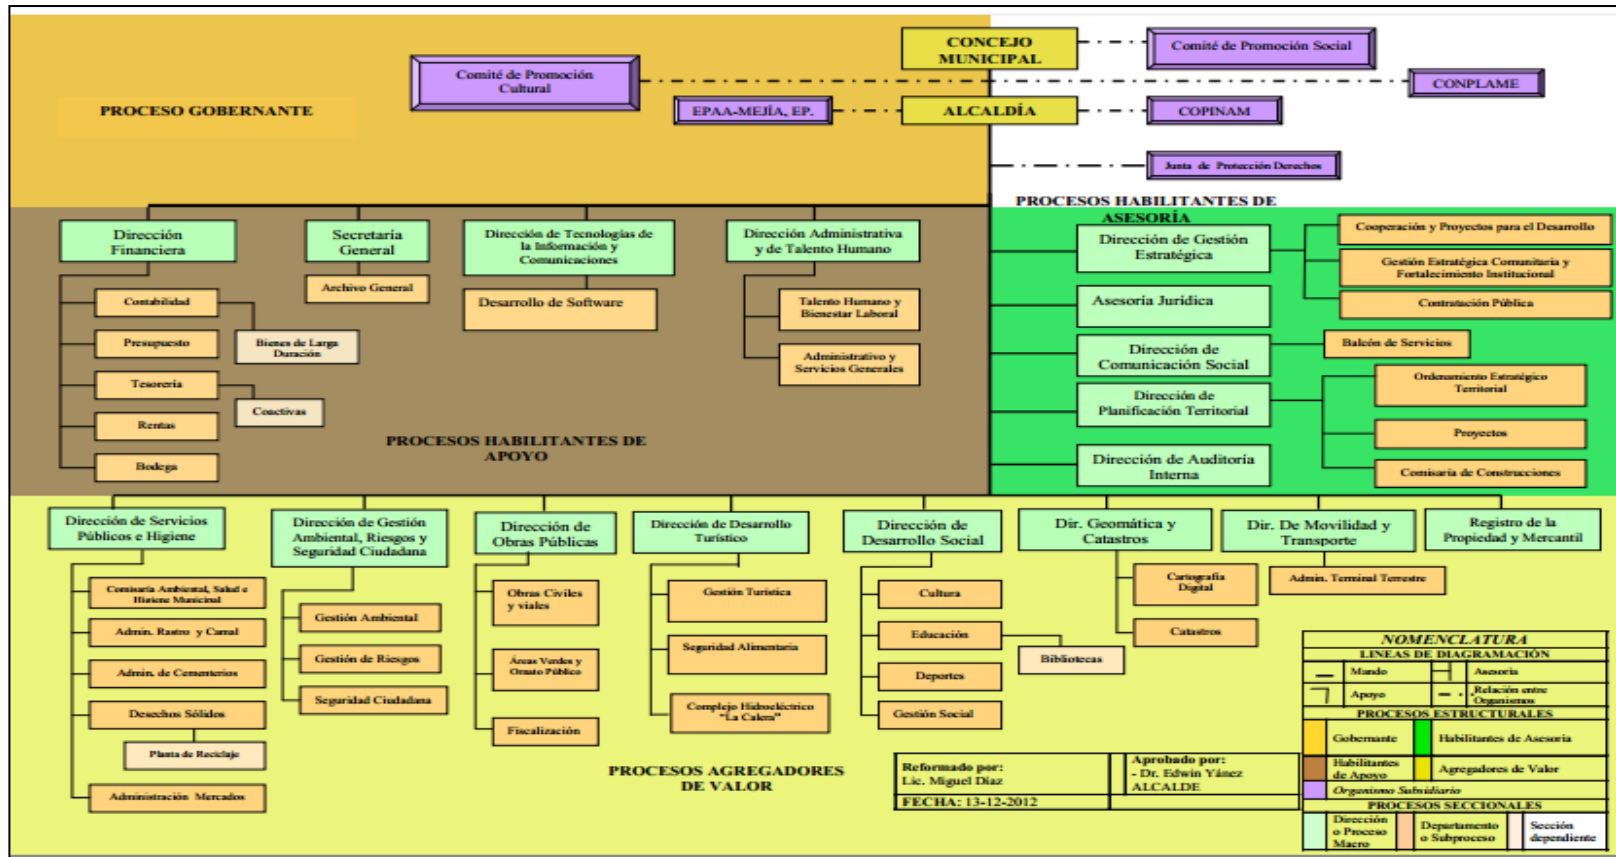 PROCESO GOBERNANTE
Comité de Promoción
Cultural
CONCEJO
MUNICIPAL
Comité de Promoción Social
CONPLAME
EPAA-MEJÍA, EP.
ALCALDÍA
COPINAM
Junta de Protección Derechos
PROCESOS HABILITANTES DE
ASESORÍA
Dirección
Financiera
Contabilidad
Bienes de Larga
Duración
Presupuesto
Tesorería
Coactivas
Rentas
Bodega
Secretaría
General
Archivo General
Dirección de Tecnologías de
la Información y
Comunicaciones
Desarrollo de Software
Dirección Administrativa
y de Talento Humano
Talento Humano y
Bienestar Laboral
Administrativo y
Servicios Generales
PROCESOS HABILITANTES DE
APOYO
Dirección de Gestión
Estratégica
Cooperación y Proyectos para el Desarrollo
Gestión Estratégica Comunitaria y
Fortalecimiento Institucional
Contratación Pública
Asesoría Jurídica
Dirección de
Comunicación Social
Balcón de Servicios
Dirección de
Planificación Territorial
Ordenamiento Estratégico
Territorial
Proyectos
Comisaría de Construcciones
Dirección de Auditoría
Interna
Dirección de Servicios
Públicos e Higiene
Comisaría Ambiental, Salud e
Higiene Municipal
Admin. Rastro y Camal
Admin. de Cementerios
Desechos Sólidos
Planta de Reciclaje
Administración Mercados
Dirección de Gestión
Ambiental, Riesgos y
Seguridad Ciudadana
Gestión Ambiental
Gestión de Riesgos
Seguridad Ciudadana
Dirección de
Obras Públicas
Obras Civiles
y viales
Áreas Verdes y
Ornato Público
Fiscalización
Dirección de Desarrollo
Turístico
Gestión Turística
Seguridad Alimentaria
Complejo Hidroeléctrico
"La Calera"
Dirección de
Desarrollo Social
Cultura
Educación
Bibliotecas
Deportes
Gestión Social
Dir. Geomática y
Catastros
Cartografía
Digital
Catastros
Dir. De Movilidad y
Transporte
Admin. Terminal Terrestre
Registro de la
Propiedad y Mercantil
PROCESOS AGREGADORES
DE VALOR
Reformado por:
Lic. Miguel Díaz
FECHA: 13-12-2012
Aprobado por:
- Dr. Edwin Yánez
ALCALDE
NOMENCLATURA
LINEAS DE DIAGRAMACIÓN
Mando
Asesoria
Apoyo
Relación entre
Organismos
PROCESOS ESTRUCTURALES
Gobernante
Habilitantes de Asesoria
Habilitantes
de Apoyo
Agregadores de Valor
Organismo Subsidiario
PROCESOS SECCIONALES
Dirección
o Proceso
Macro
Departamento
o Subproceso
Sección
dependiente